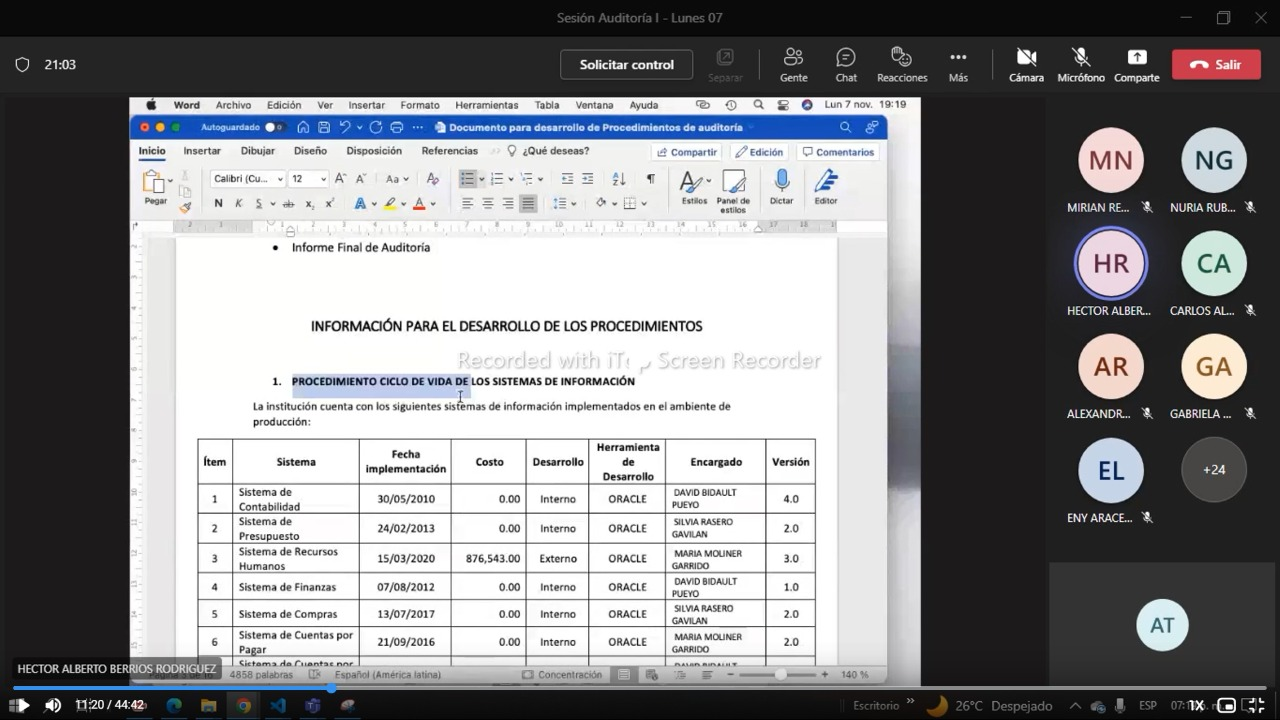 Sesión Auditoría I - Lunes 07
21:03
Solicitar control
Separar
Gente
Chat
Reacciones
Más
Cámara
Micrófono
Comparte
Salir
Word Archivo Edición Ver Insertar Formato Herramientas Tabla Ventana Ayuda Lun 7 nov. 19:19
Autoguardado
Documento para desarrollo de Procedimientos de auditoría
Inicio Insertar Dibujar Diseño Disposición Referencias ¿Qué deseas? Compartir Edición Comentarios
Pegar
Calibri (Cu... 12
Estilos
Panel de estilos
Dictar
Editor
Informe Final de Auditoría
INFORMACIÓN PARA EL DESARROLLO DE LOS PROCEDIMIENTOS
Recorded with Screen Recorder
1. PROCEDIMIENTO CICLO DE VIDA DE LOS SISTEMAS DE INFORMACIÓN
La institución cuenta con los siguientes sistemas de información implementados en el ambiente de
producción:
Ítem Sistema Fecha implementación Costo Desarrollo Herramienta de Desarrollo Encargado Versión
1 Sistema de Contabilidad 30/05/2010 0.00 Interno ORACLE DAVID BIDAULT PUEYO 4.0
2 Sistema de Presupuesto 24/02/2013 0.00 Interno ORACLE SILVIA RASERO GAVILAN 2.0
3 Sistema de Recursos Humanos 15/03/2020 876,543.00 Externo ORACLE MARIA MOLINER GARRIDO 3.0
4 Sistema de Finanzas 07/08/2012 0.00 Interno ORACLE DAVID BIDAULT PUEYO 1.0
5 Sistema de Compras 13/07/2017 0.00 Interno ORACLE SILVIA RASERO GAVILAN 2.0
6 Sistema de Cuentas por Pagar 21/09/2016 0.00 Interno ORACLE MARIA MOLINER GARRIDO 2.0
Sistema de Cuentas por
4858 palabras Español (América latina) Concentración 140 %
HECTOR ALBERTO BERRIOS RODRIGUEZ
MN
MIRIAN RE...
NG
NURIA RUB...
HR
HECTOR ALBER...
CA
CARLOS AL...
AR
ALEXANDR...
GA
GABRIELA ...
EL
ENY ARACE...
+24
AT
11:20 / 44:42
Escritorio
26°C Despejado
ESP
1X